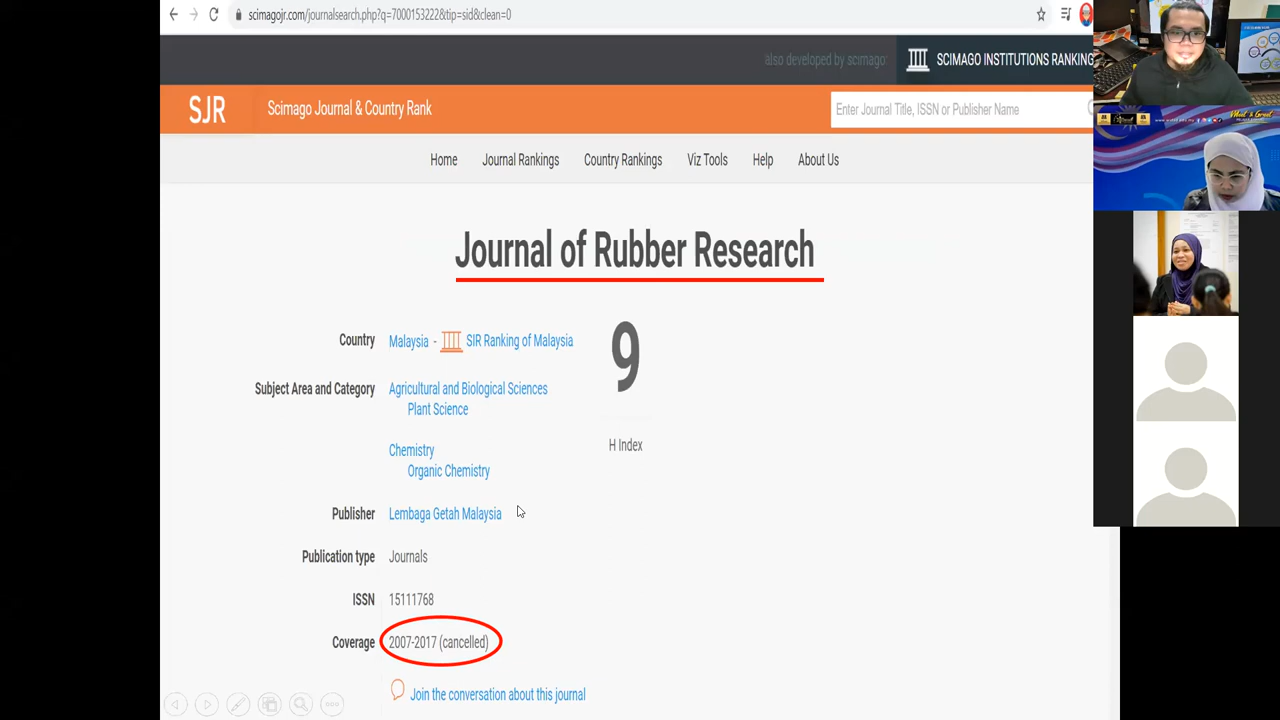 scimagojr.com/journalsearch.php?q=7000153222&tip=sid&clean=0
also developed by scimago
SCIMAGO INSTITUTIONS RANKING
SJR
Scimago Journal & Country Rank
Enter Journal Title, ISSN or Publisher Name
Home
Journal Rankings
Country Rankings
Viz Tools
Help
About Us
Journal of Rubber Research
Country
Malaysia -
SIR Ranking of Malaysia
9
H Index
Subject Area and Category
Agricultural and Biological Sciences
Plant Science
Chemistry
Organic Chemistry
Publisher
Lembaga Getah Malaysia
Publication type
Journals
ISSN
15111768
Coverage
2007-2017 (cancelled)
Join the conversation about this journal